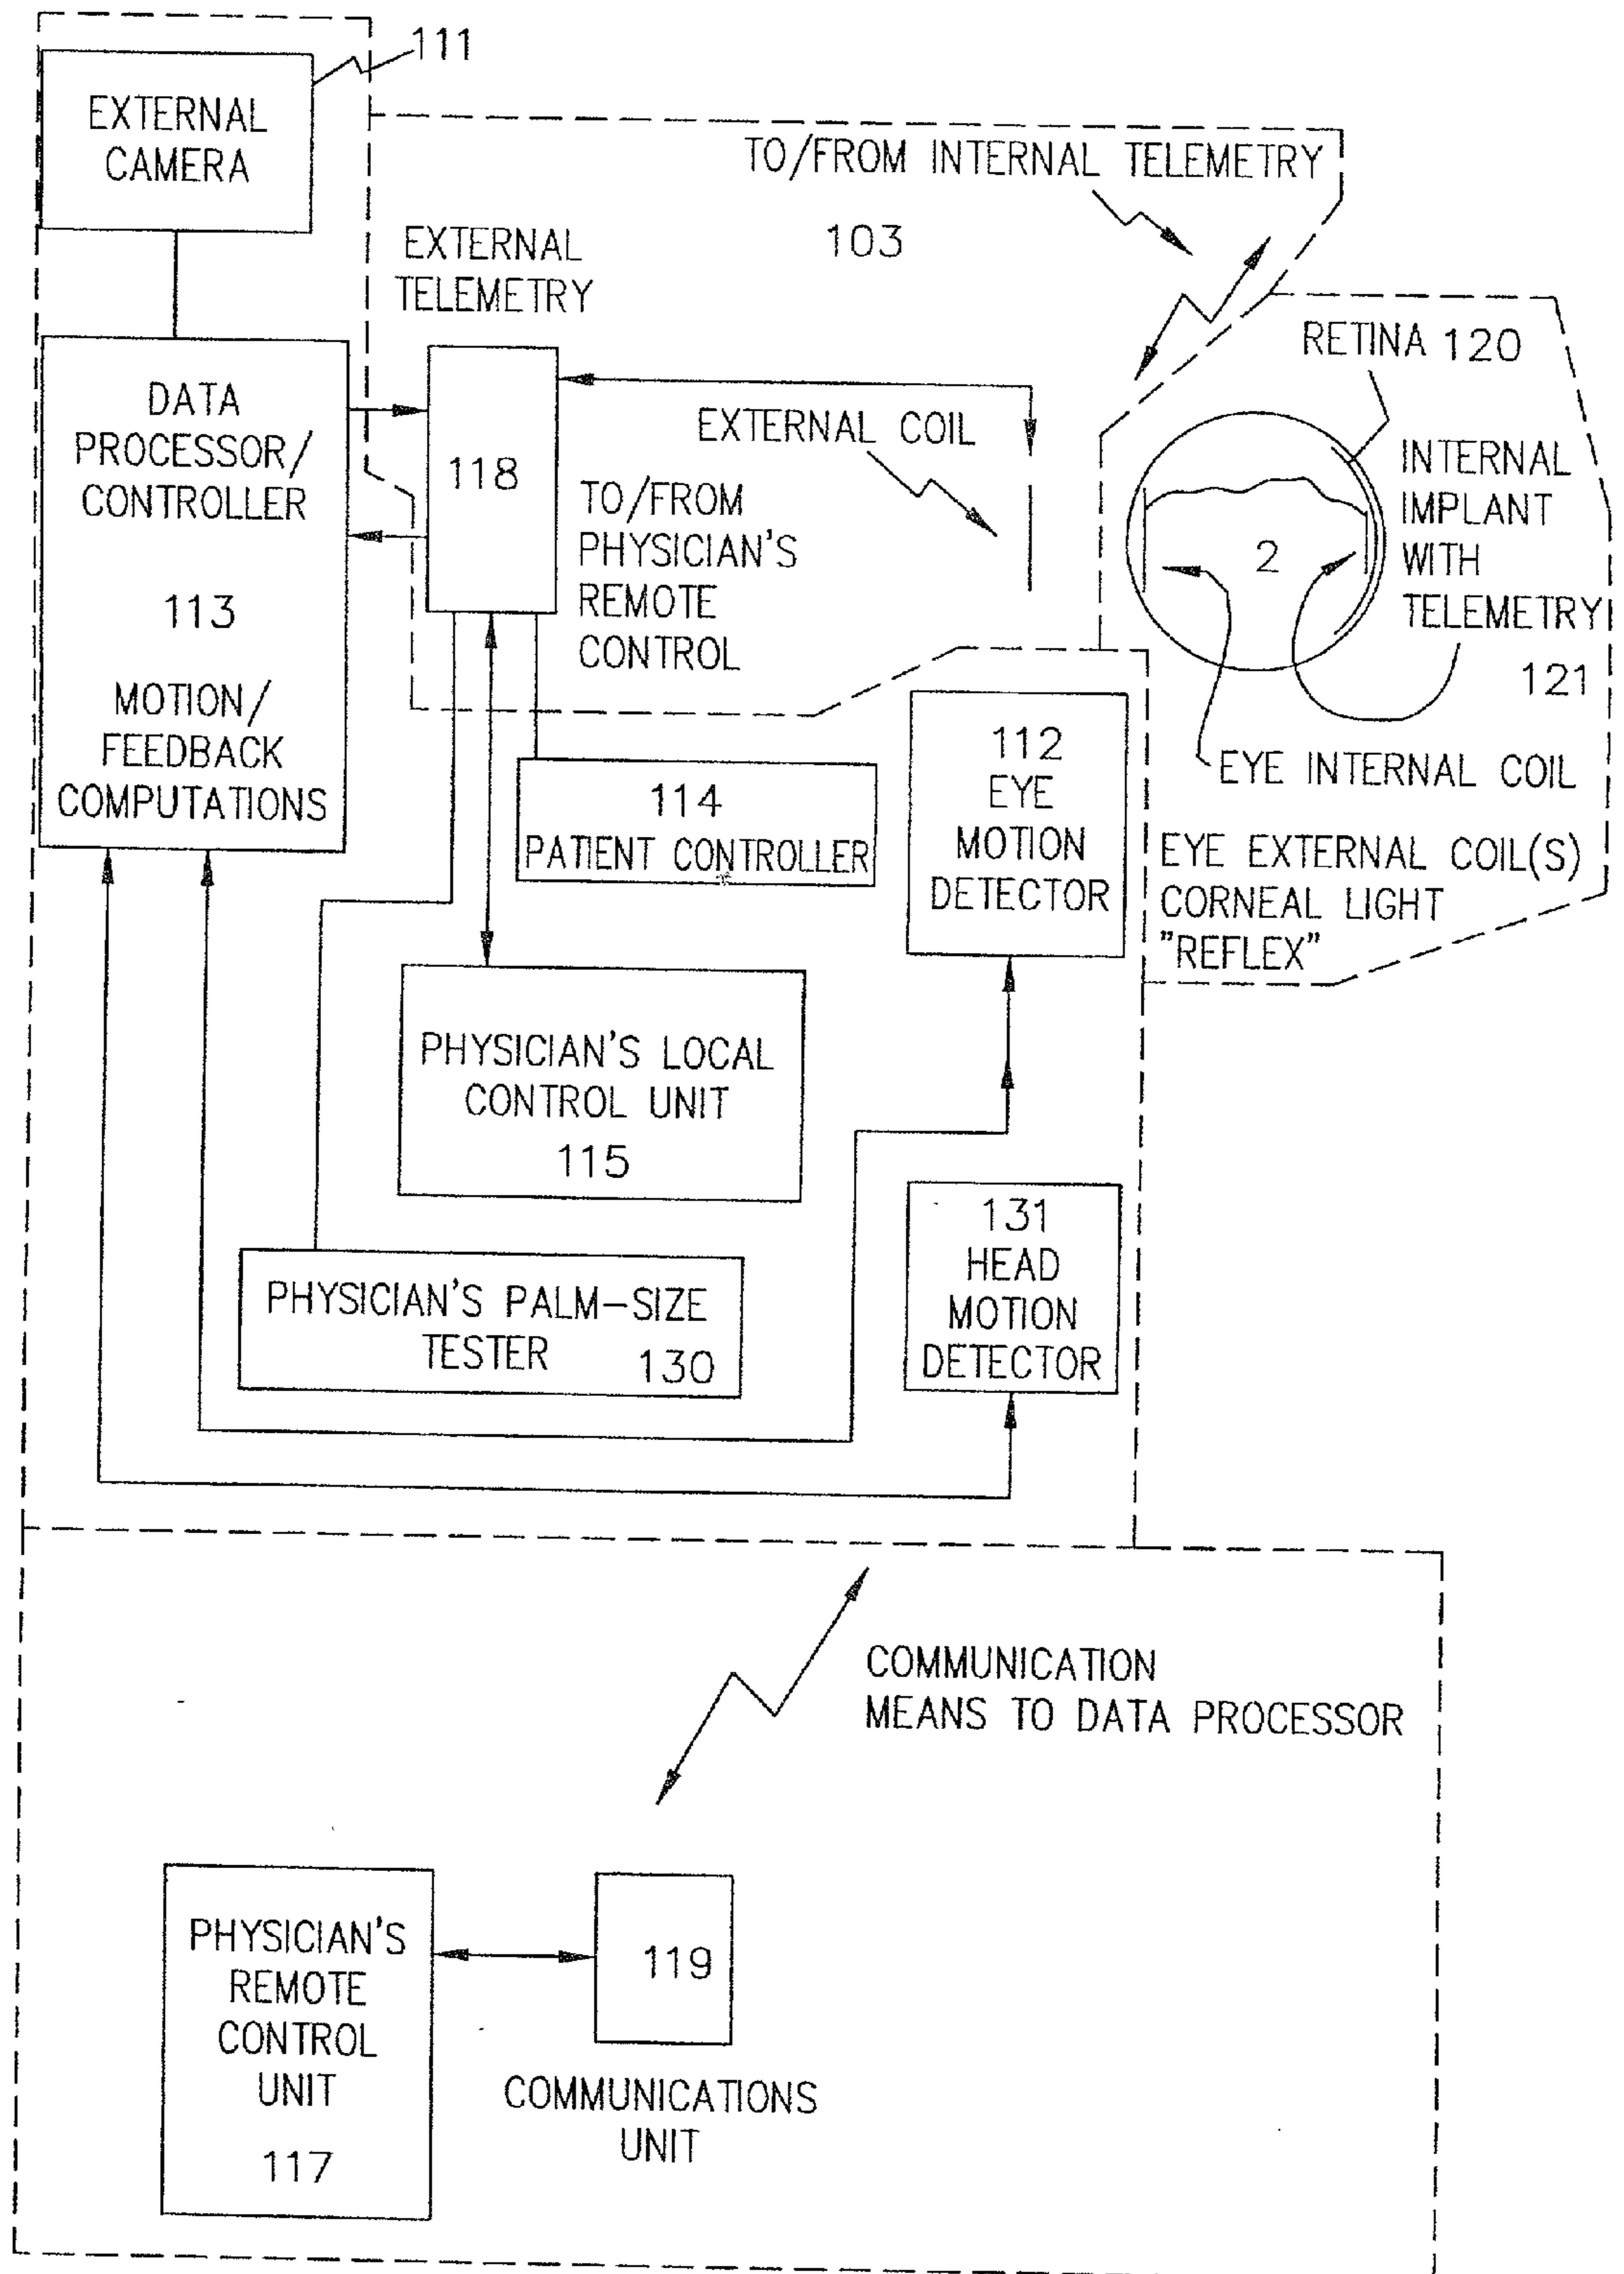 111
EXTERNAL
CAMERA
TO/FROM INTERNAL TELEMETRY
103
EXTERNAL
TELEMETRY
RETINA 120
DATA
PROCESSOR/
CONTROLLER
113
MOTION/
FEEDBACK
COMPUTATIONS
118
EXTERNAL COIL
TO/FROM
PHYSICIAN'S
REMOTE
CONTROL
2
INTERNAL
IMPLANT
WITH
TELEMETRY
121
EYE INTERNAL COIL
112
EYE
MOTION
DETECTOR
114
PATIENT CONTROLLER
EYE EXTERNAL COIL(S)
CORNEAL LIGHT
"REFLEX"
PHYSICIAN'S LOCAL
CONTROL UNIT
115
131
HEAD
MOTION
DETECTOR
PHYSICIAN'S PALM-SIZE
TESTER 130
COMMUNICATION
MEANS TO DATA PROCESSOR
PHYSICIAN'S
REMOTE
CONTROL
UNIT
117
119
COMMUNICATIONS
UNIT